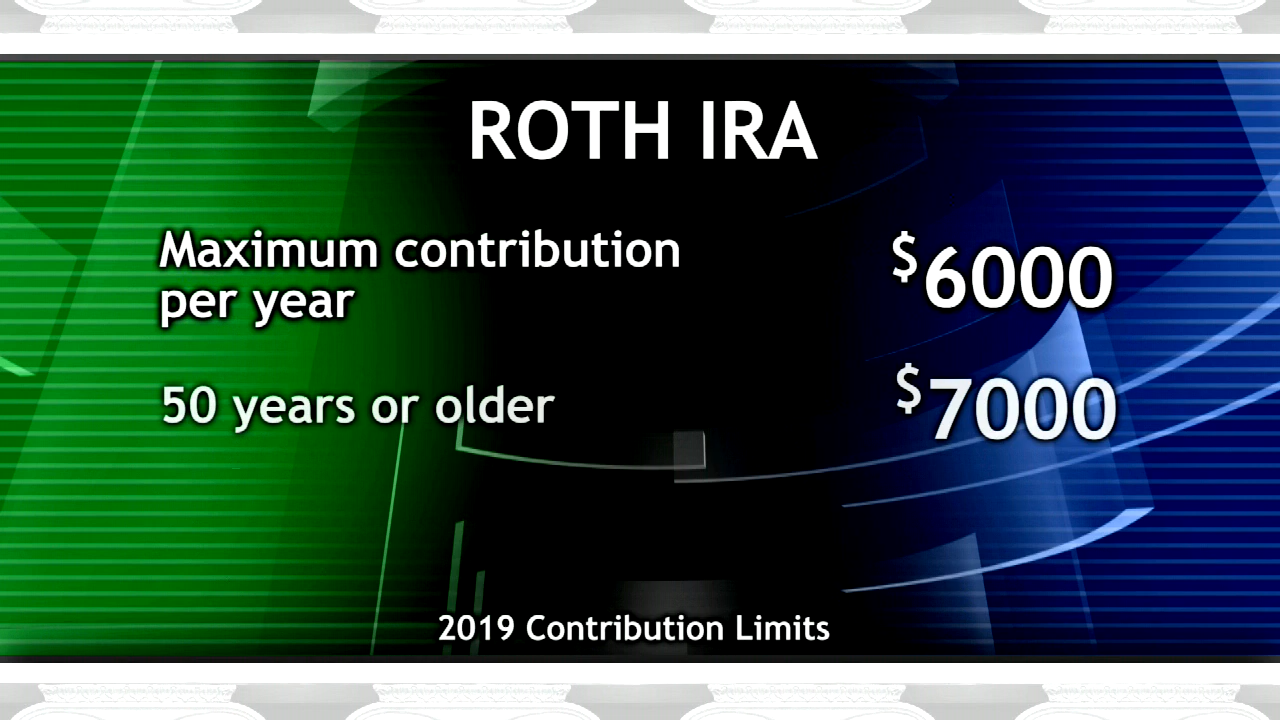 ROTH IRA
Maximum contribution
per year
$6000
50 years or older
$7000
2019 Contribution Limits